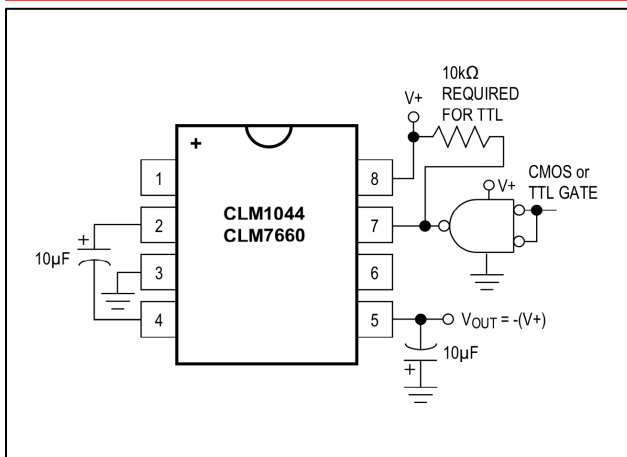 10kΩ
REQUIRED
FOR TTL
V+
+
CLM1044
CLM7660
1
2
3
4
8
7
6
5
V+
CMOS or
TTL GATE
+
10µF
VOUT = -(V+)
10µF
+